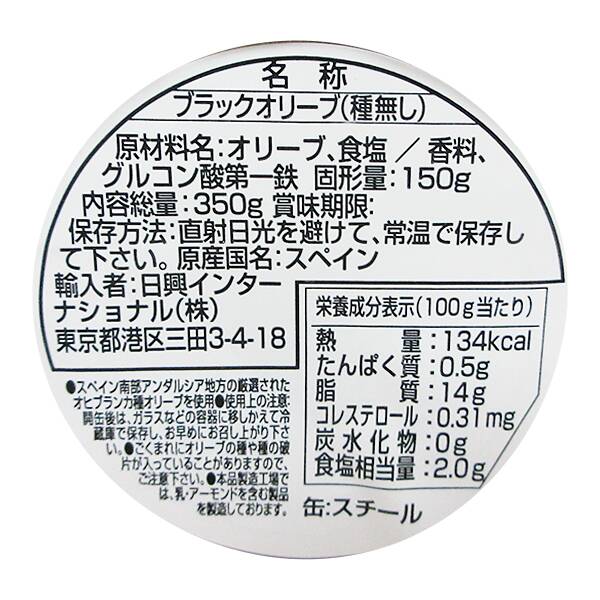 名称
ブラックオリーブ(種無し)
原材料名:オリーブ、食塩／香料、
グルコン酸第一鉄 固形量:150g
内容総量:350g 賞味期限:
保存方法:直射日光を避けて、常温で保存し
て下さい。原産国名:スペイン
輸入者:日興インター
ナショナル(株)
東京都港区三田3-4-18
●スペイン南部アンダルシア地方の厳選された
オヒブランカ種オリーブを使用●使用上の注意:
開缶後は、ガラスなどの容器に移しかえて冷
蔵庫で保存し、お早めにお召し上がり下さ
い。●ごくまれにオリーブの種や種の破
片が入っていることがありますので、
ご注意下さい。●本品製造工場で
は、乳・アーモンドを含む製品
を製造しております。
栄養成分表示(100g当たり)
熱量:134kcal
たんぱく質:0.5g
脂質:14g
コレステロール:0.31mg
炭水化物:0g
食塩相当量:2.0g
缶:スチール